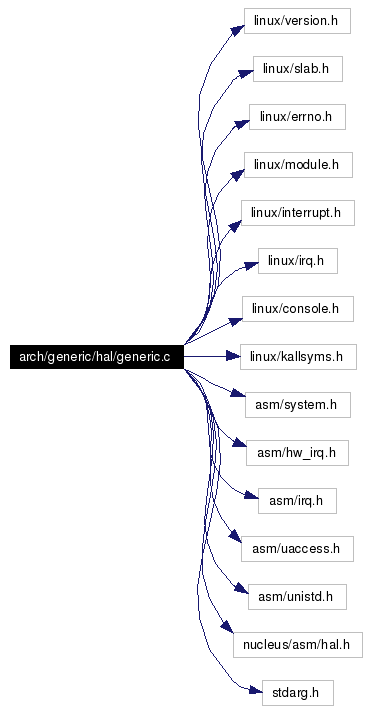 linux/version.h
linux/slab.h
linux/errno.h
linux/module.h
linux/interrupt.h
linux/irq.h
linux/console.h
arch/generic/hal/generic.c
linux/kallsyms.h
asm/system.h
asm/hw_irq.h
asm/irq.h
asm/uaccess.h
asm/unistd.h
nucleus/asm/hal.h
stdarg.h